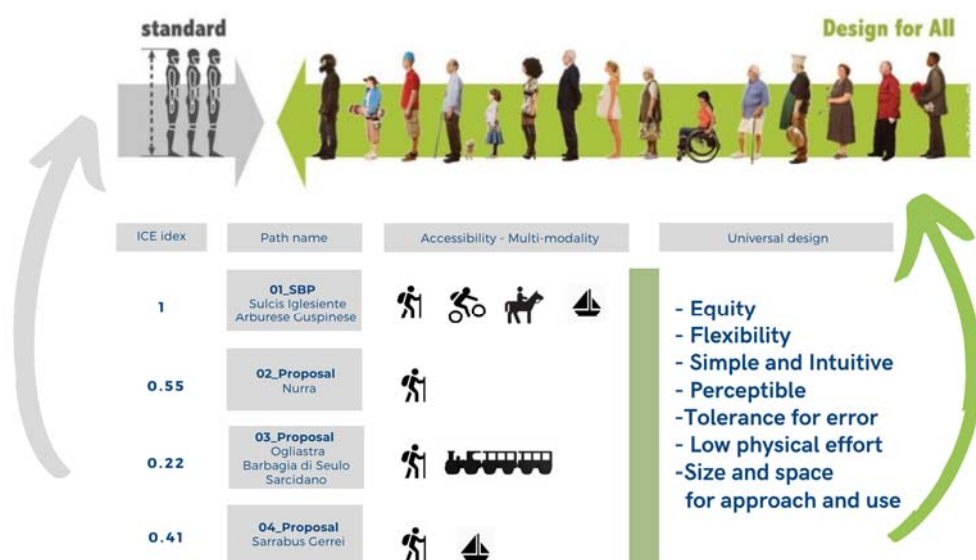 standard
Design for All
ICE idex
Path name
Accessibility - Multi-modality
Universal design
1
01_SBP
Sulcis Iglesiente
Arburese Guspinese
0.55
02_Proposal
Nurra
0.22
03_Proposal
Ogliastra
Barbagia di Seulo
Sarcidano
0.41
04_Proposal
Sarrabus Gerrei
- Equity
- Flexibility
- Simple and Intuitive
- Perceptible
-Tolerance for error
- Low physical effort
-Size and space
for approach and use